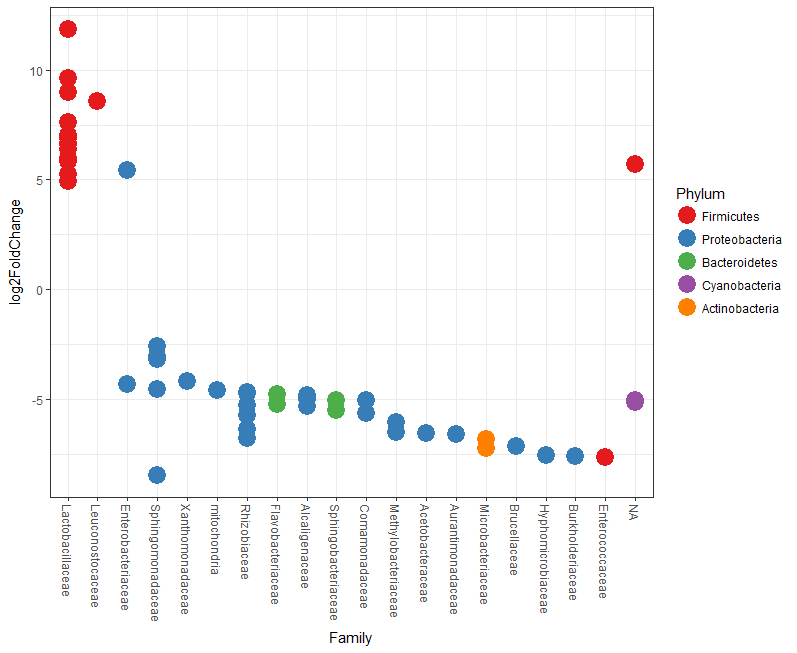 log2FoldChange
10
5
0
-5
Lactobacillaceae
Leuconostocaceae
Enterobacteriaceae
Sphingomonadaceae
Xanthomonadaceae
mitochondria
Rhizobiaceae
Flavobacteriaceae
Alcaligenaceae
Sphingobacteriaceae
Comamonadaceae
Methylobacteriaceae
Acetobacteraceae
Aurantimonadaceae
Microbacteriaceae
Brucellaceae
Hyphomicrobiaceae
Burkholderiaceae
Enterococcaceae
NA
Family
Phylum
Firmicutes
Proteobacteria
Bacteroidetes
Cyanobacteria
Actinobacteria